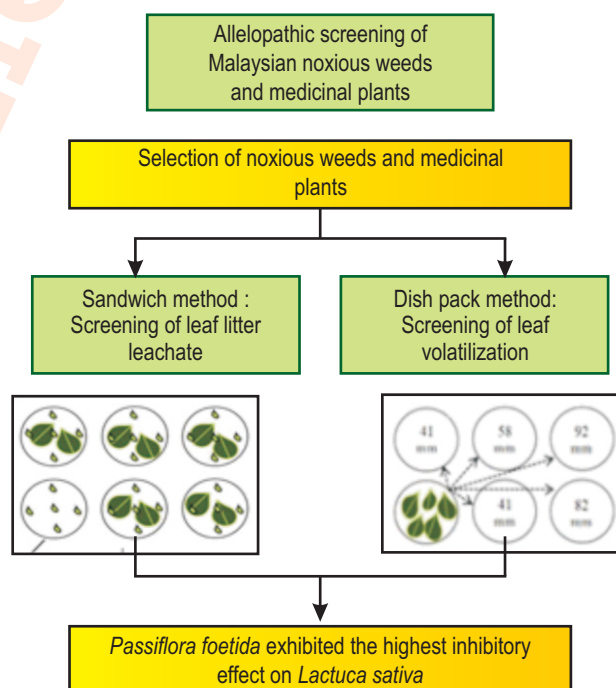 Allelopathic screening of
Malaysian noxious weeds
and medicinal plants
Selection of noxious weeds and medicinal
plants
Sandwich method :
Screening of leaf litter
leachate
Dish pack method:
Screening of leaf
volatilization
41
mm
58
mm
92
mm
41
mm
82
mm
Passiflora foetida exhibited the highest inhibitory
effect on Lactuca sativa